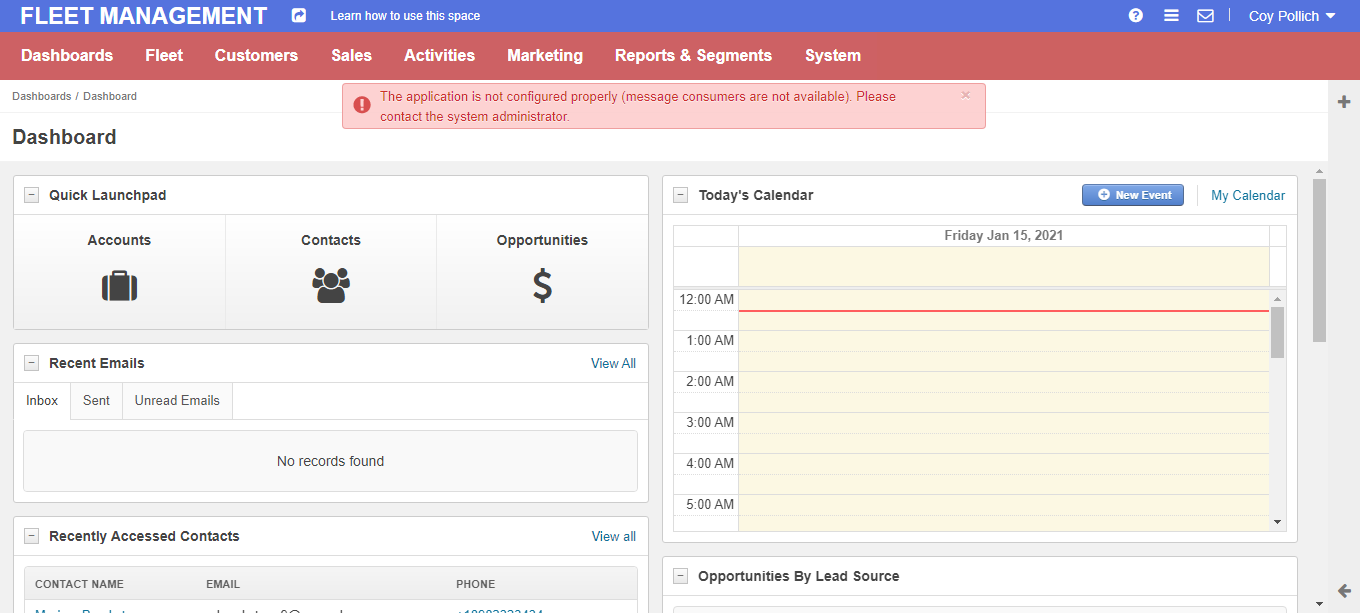 FLEET MANAGEMENT
Learn how to use this space
Coy Pollich
Dashboards Fleet Customers Sales Activities Marketing Reports & Segments System
Dashboards / Dashboard
The application is not configured properly (message consumers are not available). Please
contact the system administrator.
×
Dashboard
Quick Launchpad
Accounts Contacts Opportunities
Recent Emails View All
Inbox Sent Unread Emails
No records found
Recently Accessed Contacts View all
CONTACT NAME EMAIL PHONE
Today's Calendar New Event My Calendar
Friday Jan 15, 2021
12:00 AM
1:00 AM
2:00 AM
3:00 AM
4:00 AM
5:00 AM
Opportunities By Lead Source